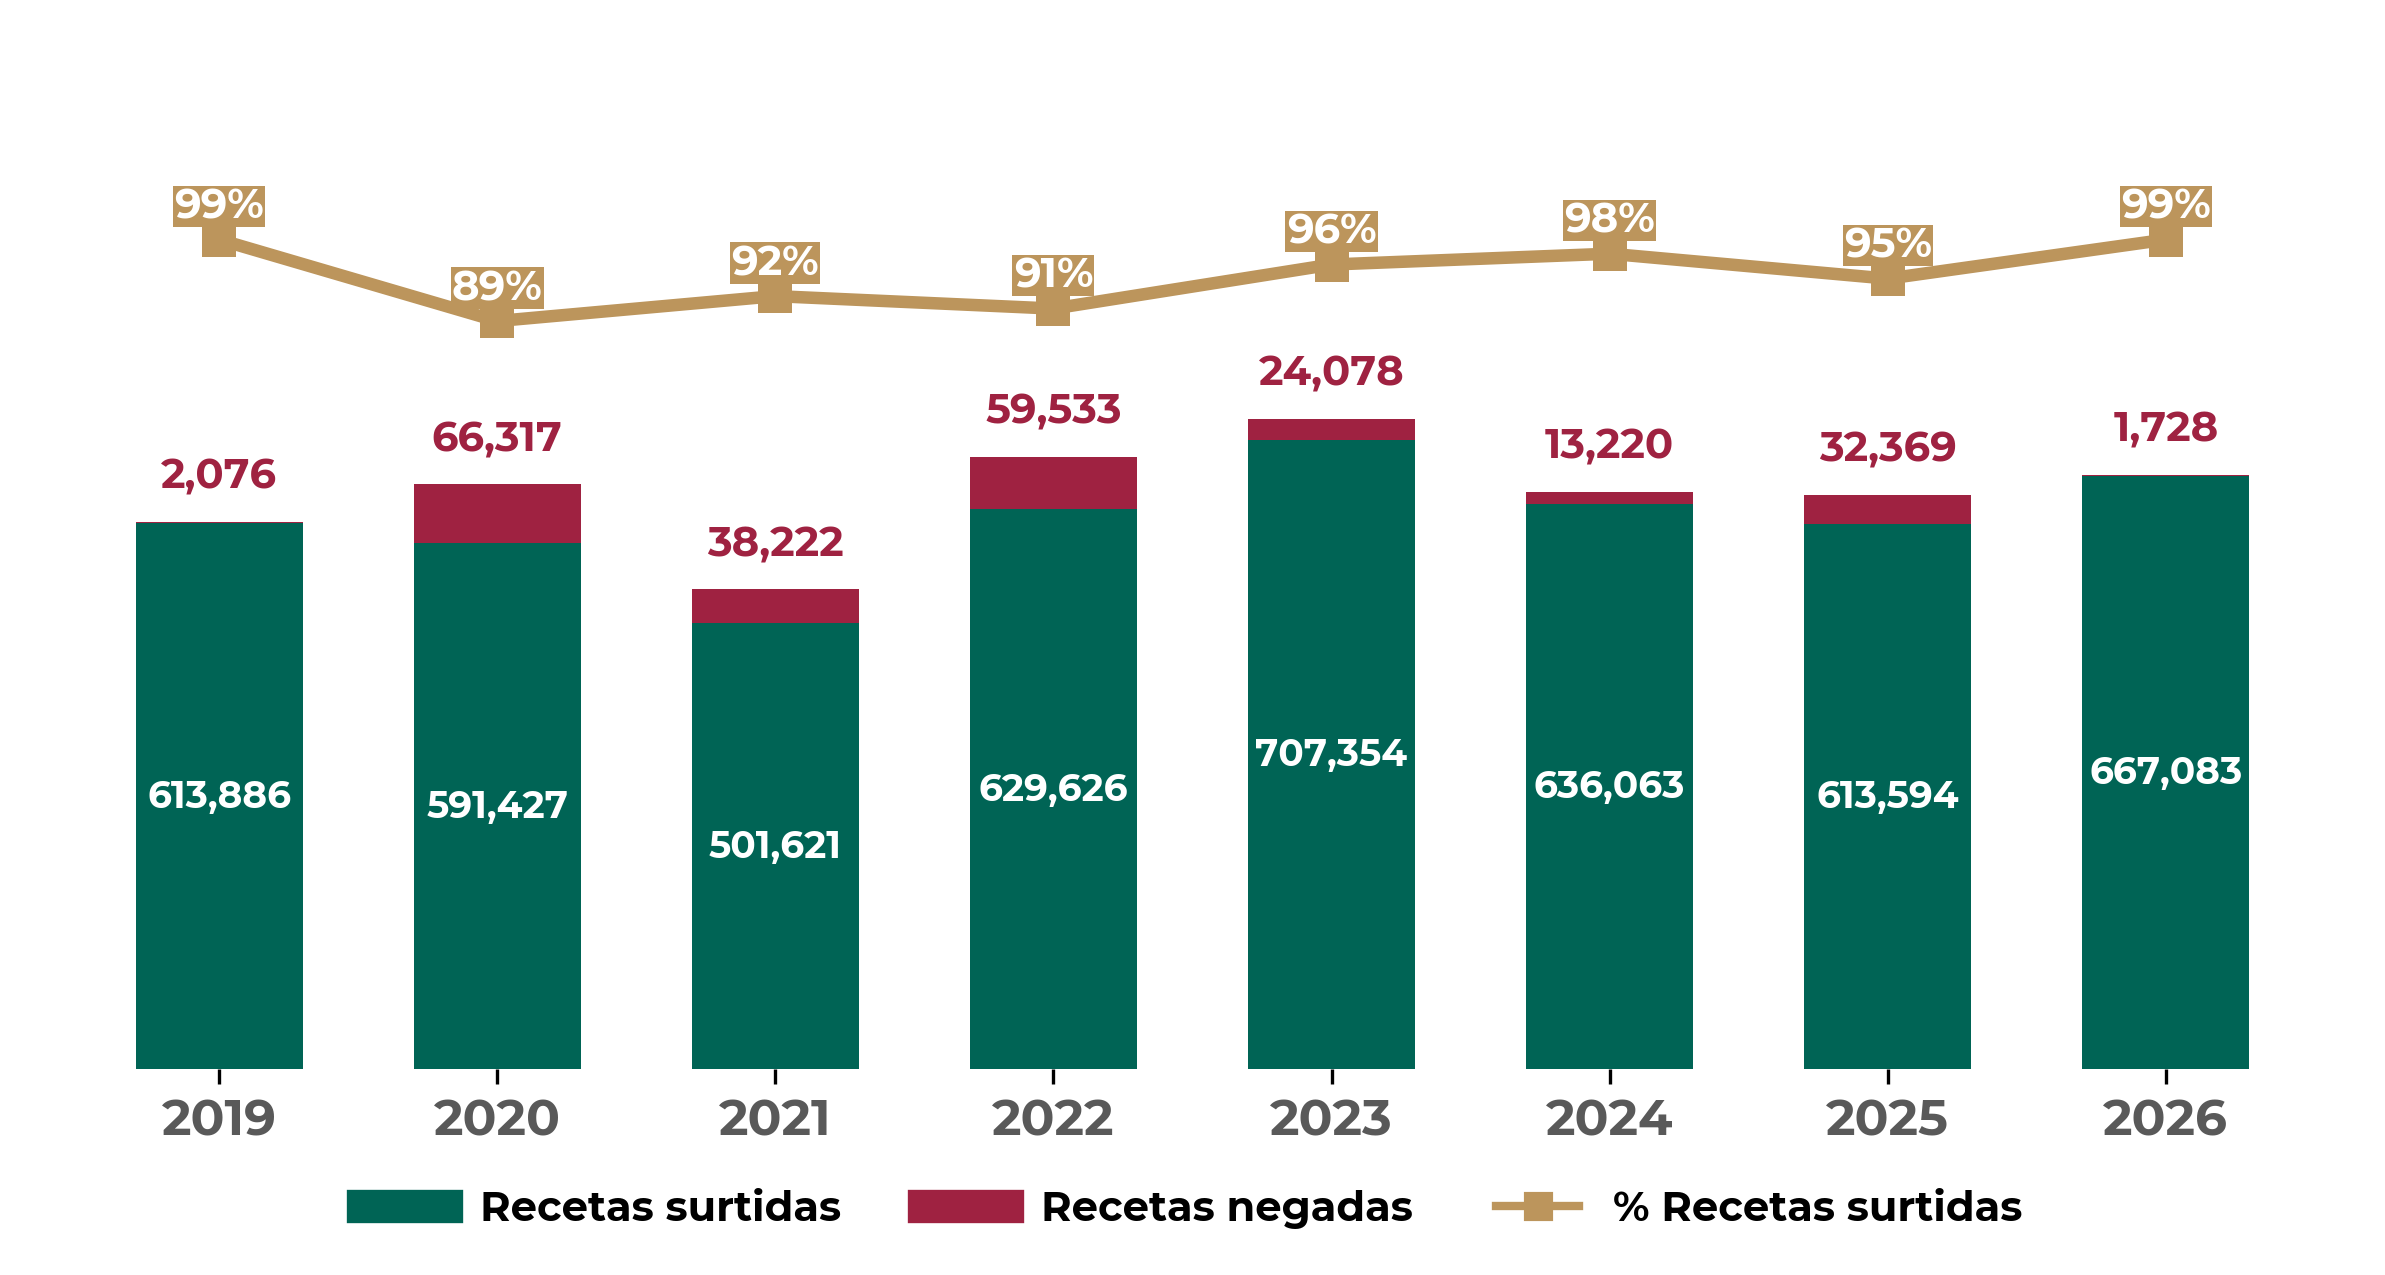 99% 89% 92% 91% 96% 98% 95% 99%
2,076 66,317 38,222 59,533 24,078 13,220 32,369 1,728
613,886 591,427 501,621 629,626 707,354 636,063 613,594 667,083
2019 2020 2021 2022 2023 2024 2025 2026
Recetas surtidas Recetas negadas % Recetas surtidas